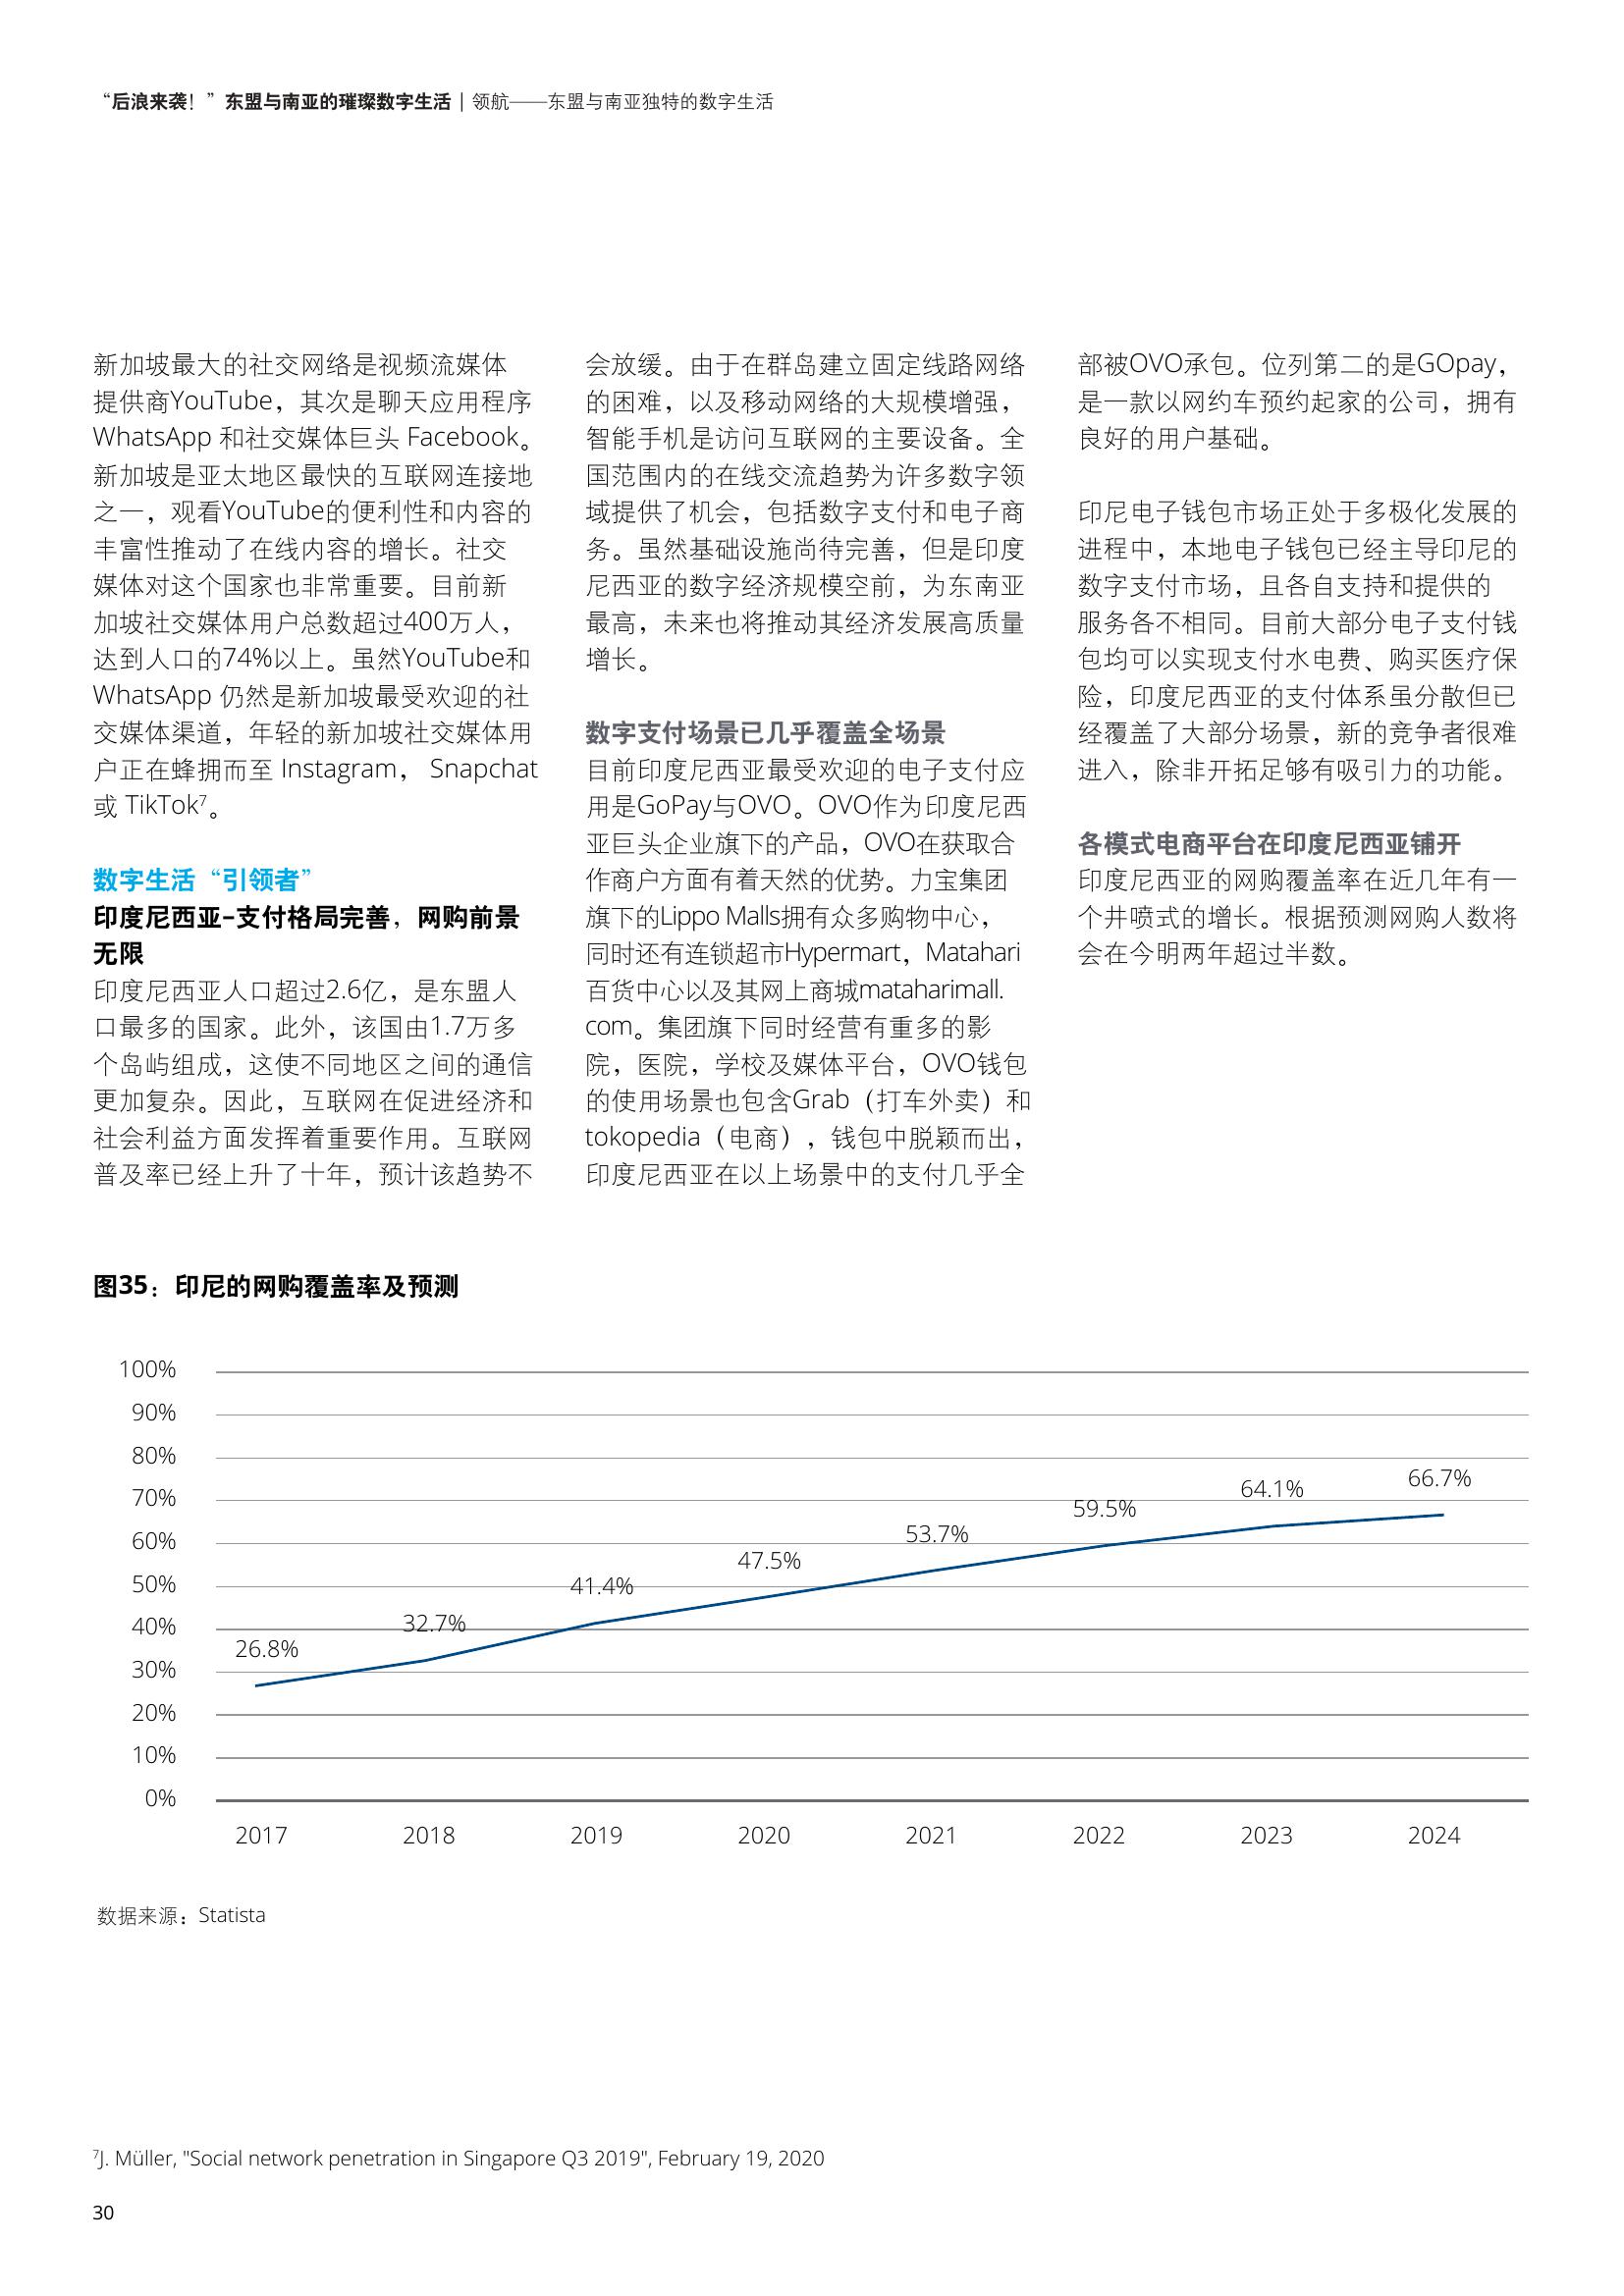 “后浪来袭！”东盟与南亚的璀璨数字生活 | 领航——东盟与南亚独特的数字生活
新加坡最大的社交网络是视频流媒体
提供商YouTube，其次是聊天应用程序
WhatsApp 和社交媒体巨头 Facebook。
新加坡是亚太地区最快的互联网连接地
之一，观看YouTube的便利性和内容的
丰富性推动了在线内容的增长。社交
媒体对这个国家也非常重要。目前新
加坡社交媒体用户总数超过400万人，
达到人口的74%以上。虽然YouTube和
WhatsApp 仍然是新加坡最受欢迎的社
交媒体渠道，年轻的新加坡社交媒体用
户正在蜂拥而至 Instagram， Snapchat
或 TikTok⁷。
数字生活“引领者”
印度尼西亚–支付格局完善，网购前景
无限
印度尼西亚人口超过2.6亿，是东盟人
口最多的国家。此外，该国由1.7万多
个岛屿组成，这使不同地区之间的通信
更加复杂。因此，互联网在促进经济和
社会利益方面发挥着重要作用。互联网
普及率已经上升了十年，预计该趋势不
会放缓。由于在群岛建立固定线路网络
的困难，以及移动网络的大规模增强，
智能手机是访问互联网的主要设备。全
国范围内的在线交流趋势为许多数字领
域提供了机会，包括数字支付和电子商
务。虽然基础设施尚待完善，但是印度
尼西亚的数字经济规模空前，为东南亚
最高，未来也将推动其经济发展高质量
增长。
数字支付场景已几乎覆盖全场景
目前印度尼西亚最受欢迎的电子支付应
用是GoPay与OVO。OVO作为印度尼西
亚巨头企业旗下的产品，OVO在获取合
作商户方面有着天然的优势。力宝集团
旗下的Lippo Malls拥有众多购物中心，
同时还有连锁超市Hypermart，Matahari
百货中心以及其网上商城mataharimall.
com。集团旗下同时经营有重多的影
院，医院，学校及媒体平台，OVO钱包
的使用场景也包含Grab（打车外卖）和
tokopedia（电商），钱包中脱颖而出，
印度尼西亚在以上场景中的支付几乎全
部被OVO承包。位列第二的是GOpay，
是一款以网约车预约起家的公司，拥有
良好的用户基础。
印尼电子钱包市场正处于多极化发展的
进程中，本地电子钱包已经主导印尼的
数字支付市场，且各自支持和提供的
服务各不相同。目前大部分电子支付钱
包均可以实现支付水电费、购买医疗保
险，印度尼西亚的支付体系虽分散但已
经覆盖了大部分场景，新的竞争者很难
进入，除非开拓足够有吸引力的功能。
各模式电商平台在印度尼西亚铺开
印度尼西亚的网购覆盖率在近几年有一
个井喷式的增长。根据预测网购人数将
会在今明两年超过半数。
图35：印尼的网购覆盖率及预测
100%
90%
80%
70%
60%
50%
40%
30%
20%
10%
0%
26.8%
32.7%
41.4%
47.5%
53.7%
59.5%
64.1%
66.7%
2017 2018 2019 2020 2021 2022 2023 2024
数据来源：Statista
⁷J. Müller, "Social network penetration in Singapore Q3 2019", February 19, 2020
30